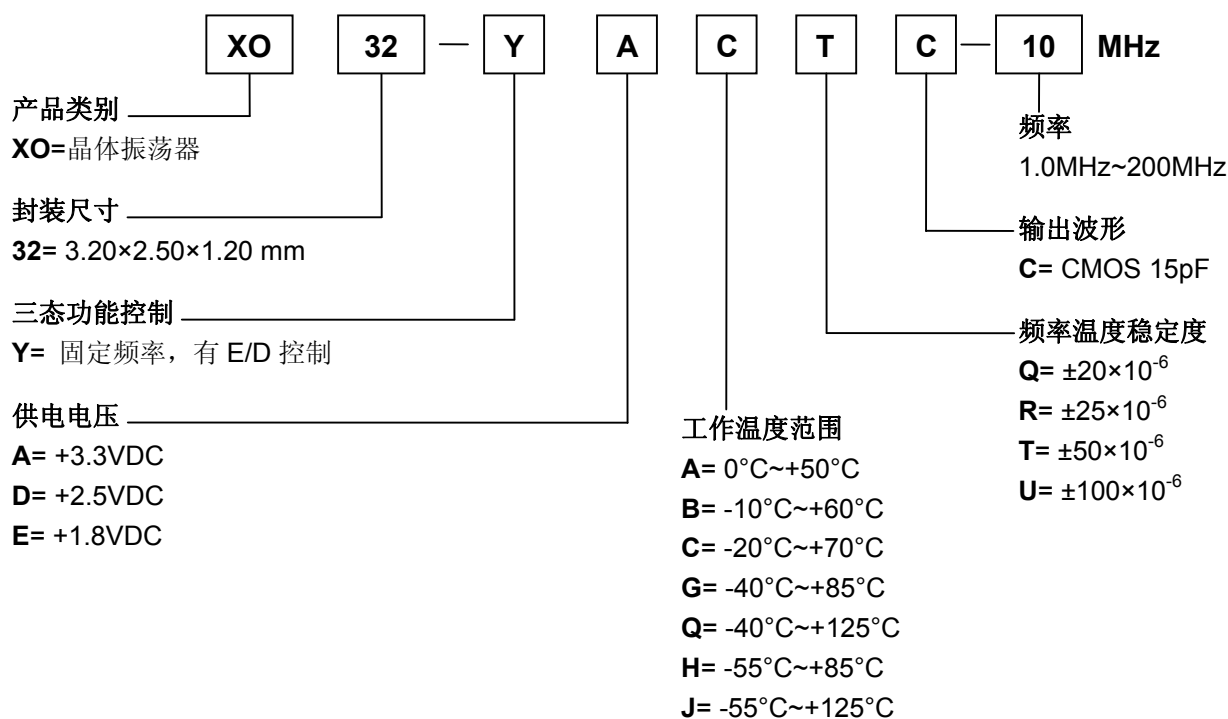 XO 32 — Y A C T C — 10 MHz
产品类别
XO=晶体振荡器
封装尺寸
32= 3.20×2.50×1.20 mm
三态功能控制
Y= 固定频率，有 E/D 控制
供电电压
A= +3.3VDC
D= +2.5VDC
E= +1.8VDC
工作温度范围
A= 0°C~+50°C
B= -10°C~+60°C
C= -20°C~+70°C
G= -40°C~+85°C
Q= -40°C~+125°C
H= -55°C~+85°C
J= -55°C~+125°C
频率
1.0MHz~200MHz
输出波形
C= CMOS 15pF
频率温度稳定度
Q= ±20×10⁻⁶
R= ±25×10⁻⁶
T= ±50×10⁻⁶
U= ±100×10⁻⁶